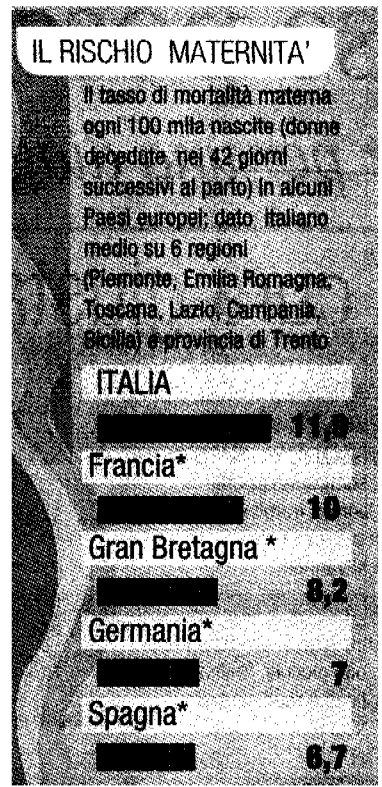 IL RISCHIO MATERNITA'
Il tasso di mortalità materna
ogni 100 mila nascite (donne
decedute nei 42 giorni
successivi al parto) in alcuni
Paesi europei; dato italiano
medio su 6 regioni
(Piemonte, Emilia Romagna,
Toscana, Lazio, Campania,
Sicilia) e provincia di Trento
ITALIA
Francia*
10
Gran Bretagna *
8,2
Germania*
7
Spagna*
6,7